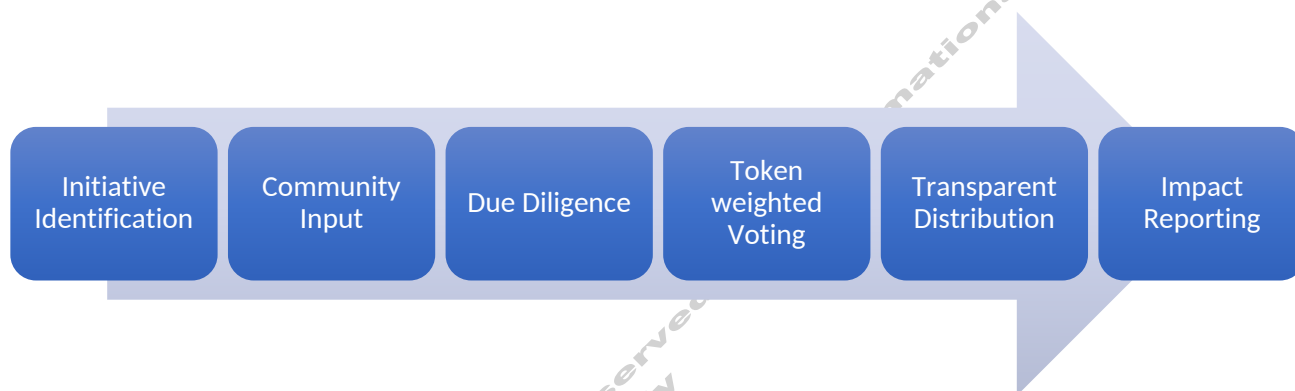 Initiative
Identification
Community
Input
Due Diligence
Token
weighted
Voting
Transparent
Distribution
Impact
Reporting